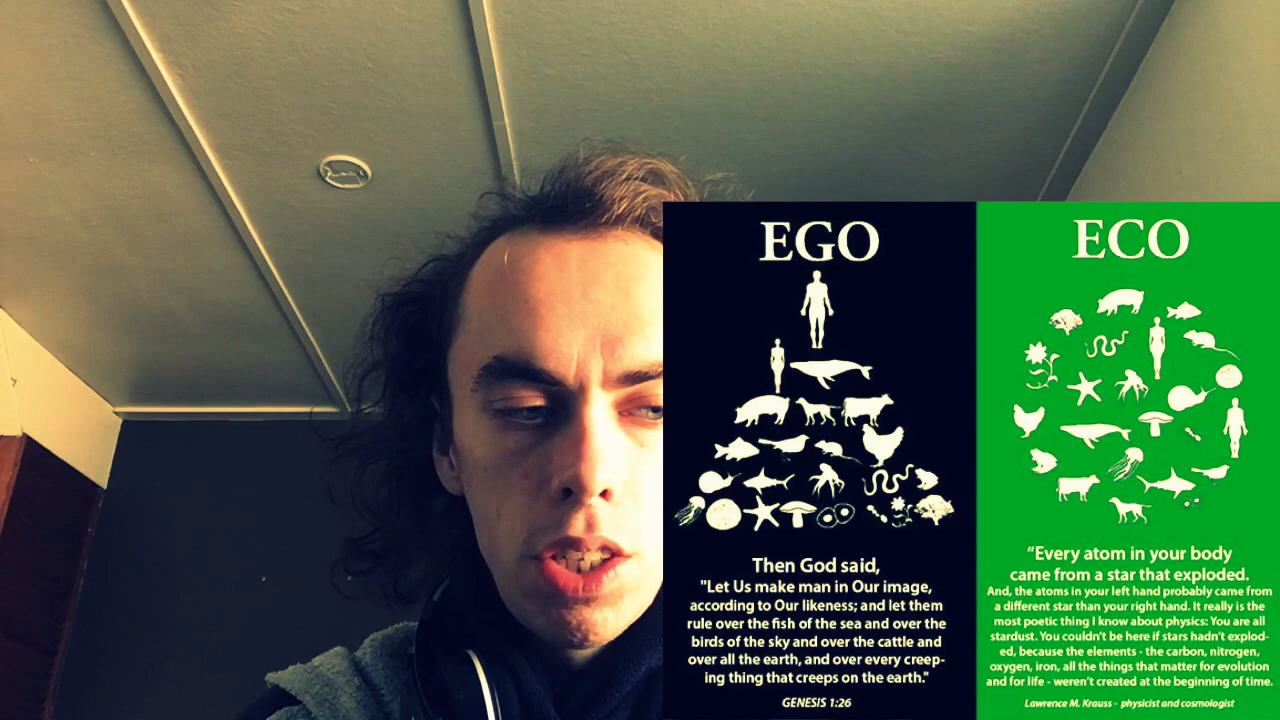 EGO
Then God said,
"Let Us make man in Our image,
according to Our likeness; and let them
rule over the fish of the sea and over the
birds of the sky and over the cattle and
over all the earth, and over every creep-
ing thing that creeps on the earth."
GENESIS 1:26
ECO
“Every atom in your body
came from a star that exploded.
And, the atoms in your left hand probably came from
a different star than your right hand. It really is the
most poetic thing I know about physics: You are all
stardust. You couldn't be here if stars hadn't explod-
ed, because the elements - the carbon, nitrogen,
oxygen, iron, all the things that matter for evolution
and for life - weren't created at the beginning of time.
Lawrence M. Krauss - physicist and cosmologist